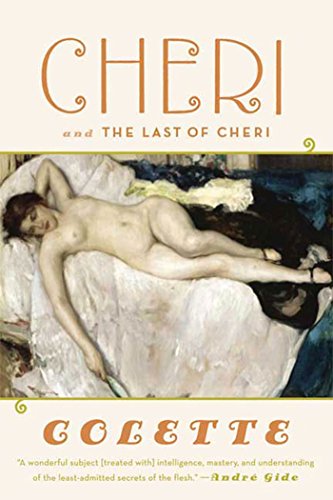 CHERI
and THE LAST OF CHERI
COLETTE
"A wonderful subject [treated with] intelligence, mastery, and understanding
of the least-admitted secrets of the flesh." —André Gide